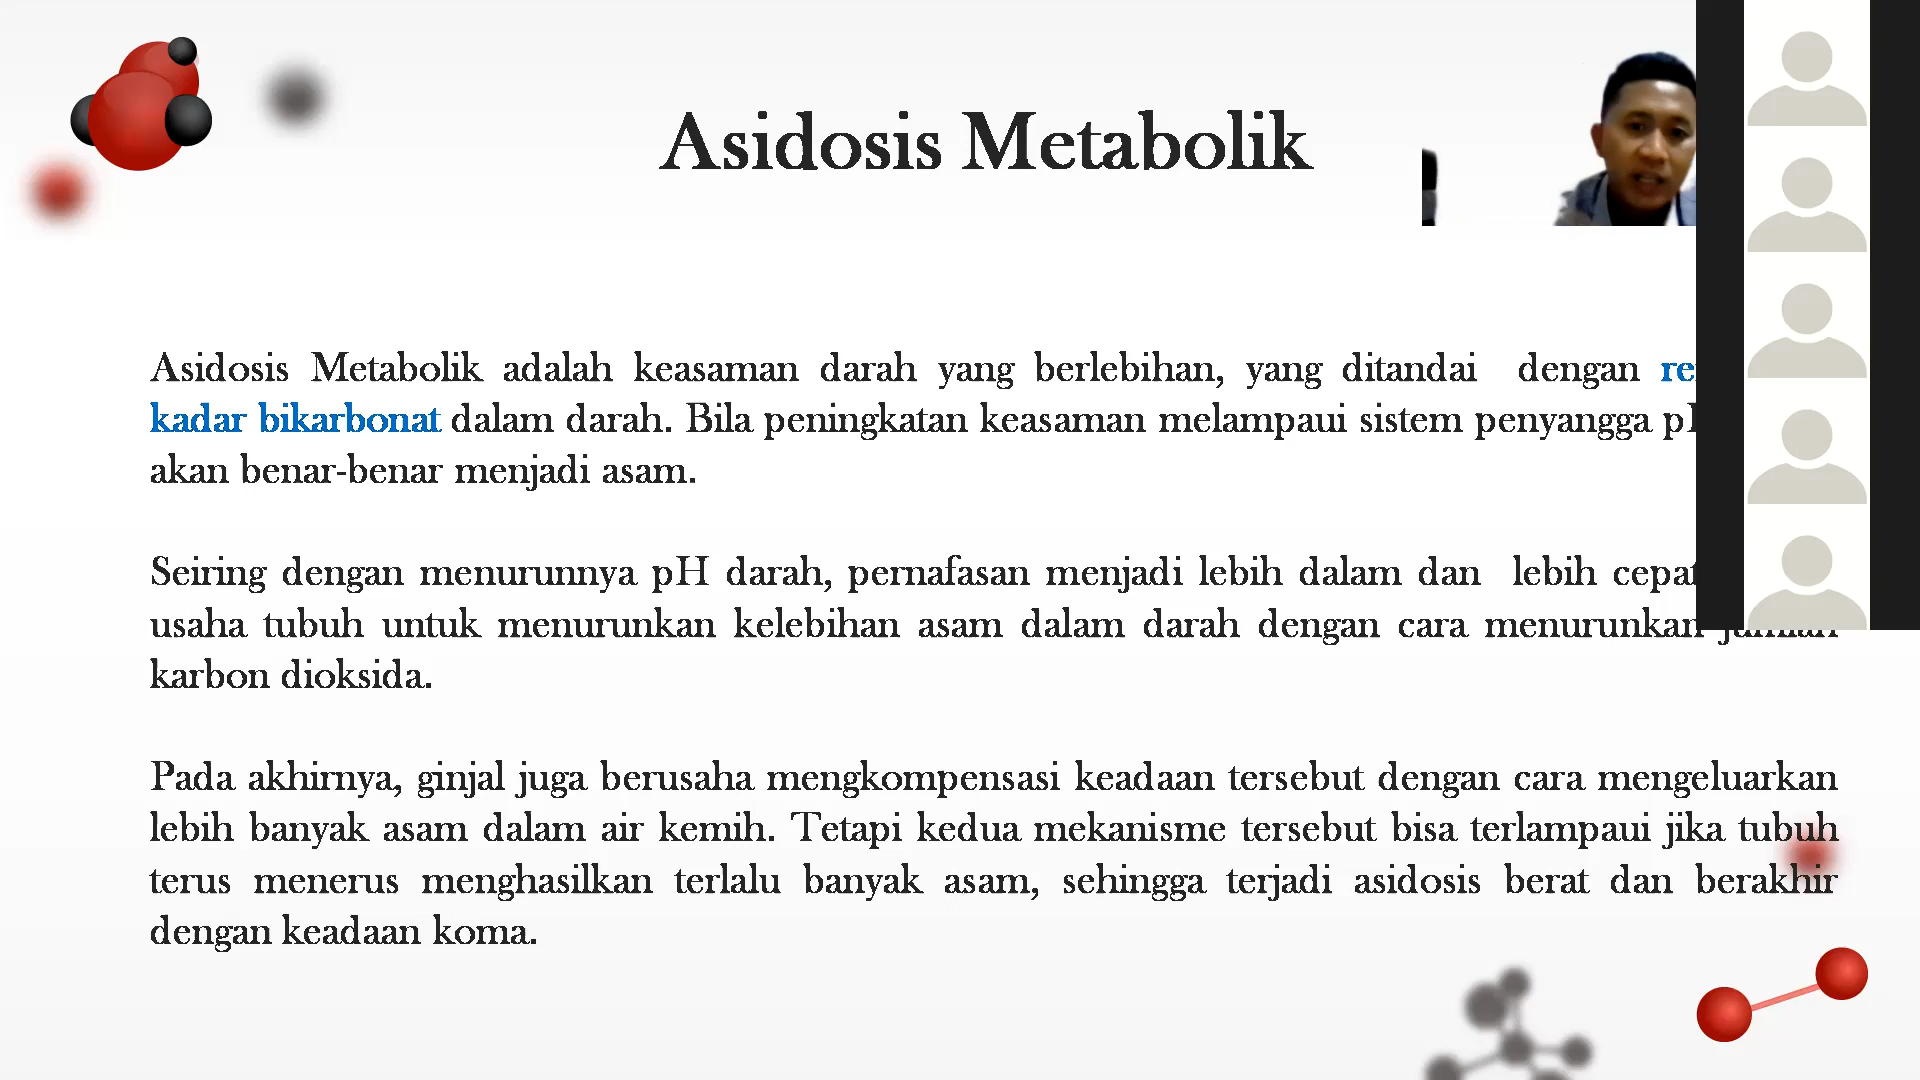 Asidosis Metabolik
Asidosis Metabolik adalah keasaman darah yang berlebihan, yang ditandai dengan
kadar bikarbonat dalam darah. Bila peningkatan keasaman melampaui sistem penyangga
akan benar-benar menjadi asam.
Seiring dengan menurunnya pH darah, pernafasan menjadi lebih dalam dan lebih cepat
usaha tubuh untuk menurunkan kelebihan asam dalam darah dengan cara menurunkan
karbon dioksida.
Pada akhirnya, ginjal juga berusaha mengkompensasi keadaan tersebut dengan cara mengeluarkan
lebih banyak asam dalam air kemih. Tetapi kedua mekanisme tersebut bisa terlampaui jika tubuh
terus menerus menghasilkan terlalu banyak asam, sehingga terjadi asidosis berat dan berakhir
dengan keadaan koma.